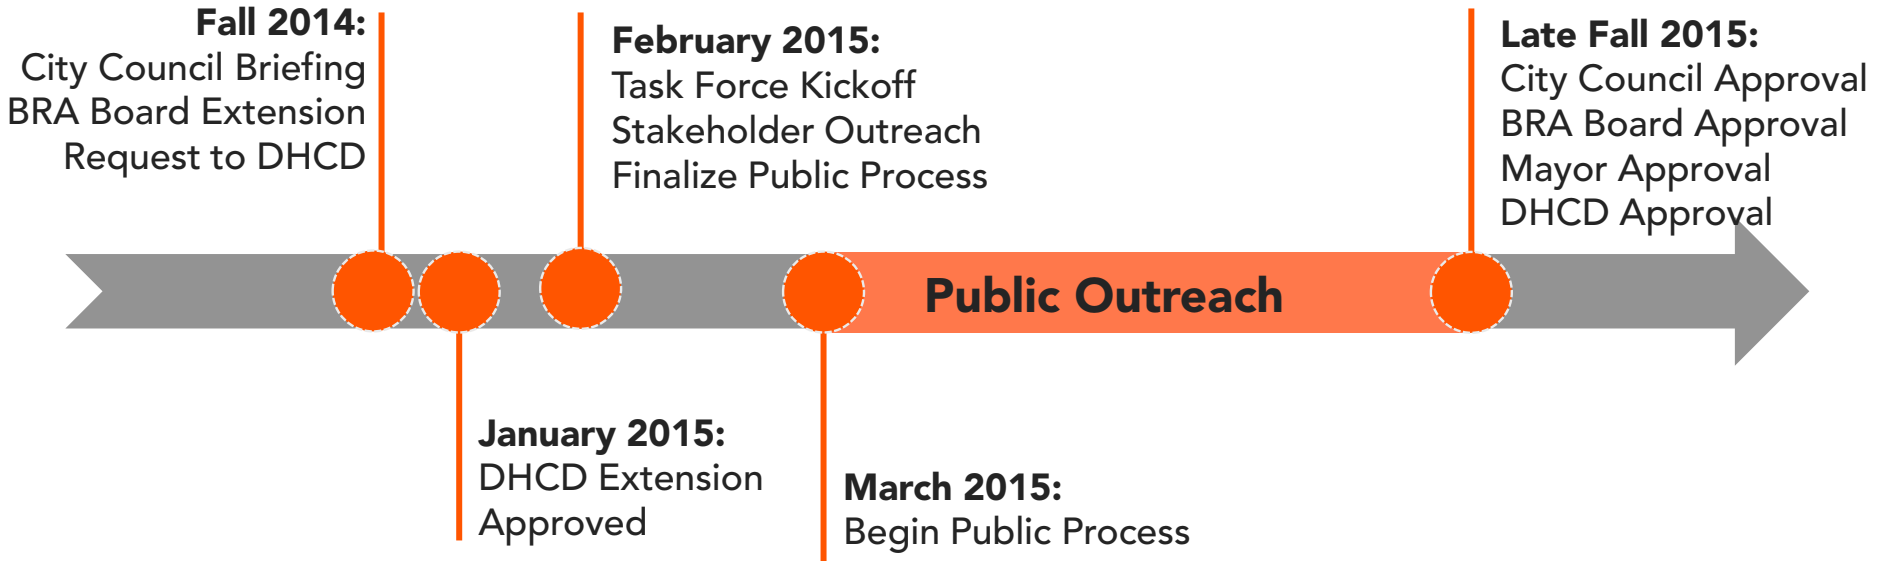 Fall 2014:
City Council Briefing
BRA Board Extension
Request to DHCD
February 2015:
Task Force Kickoff
Stakeholder Outreach
Finalize Public Process
Late Fall 2015:
City Council Approval
BRA Board Approval
Mayor Approval
DHCD Approval
Public Outreach
January 2015:
DHCD Extension
Approved
March 2015:
Begin Public Process